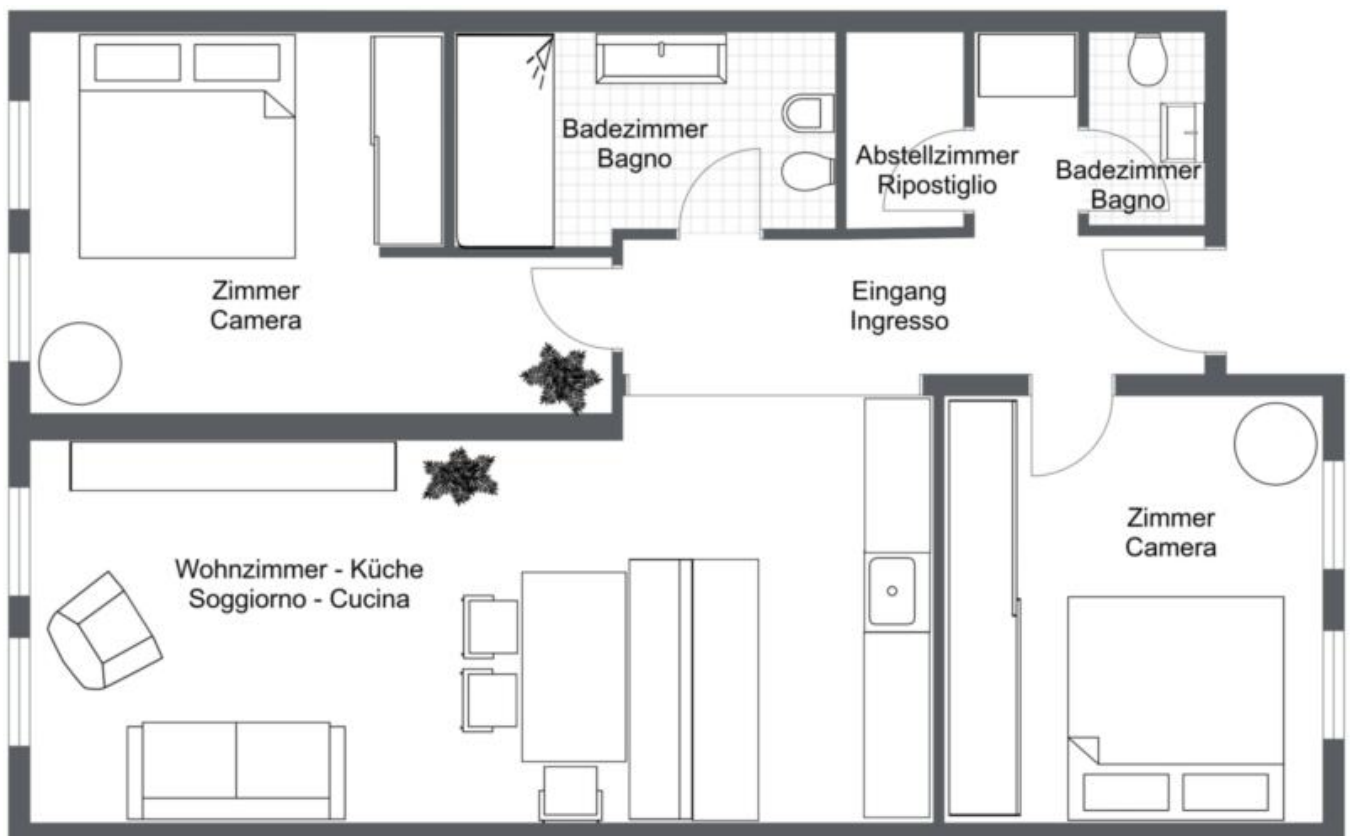 Badezimmer
Bagno
Abstellzimmer
Ripostiglio
Badezimmer
Bagno
Zimmer
Camera
Eingang
Ingresso
Wohnzimmer - Küche
Soggiorno - Cucina
Zimmer
Camera